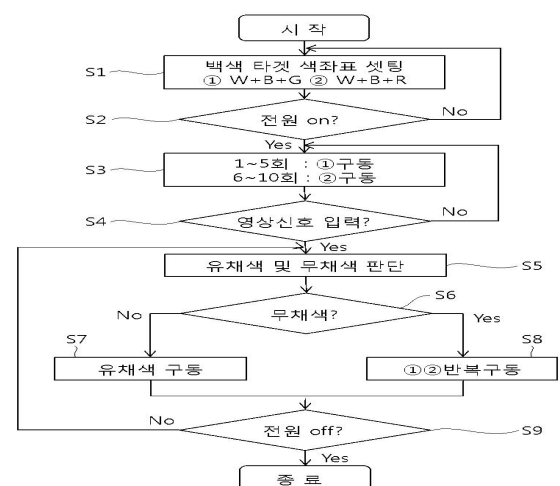 시 작
S1
백색 타겟 색좌표 셋팅
① W+B+G ② W+B+R
S2
전원 on?
No
Yes
S3
1~5회 : ①구동
6~10회 : ②구동
S4
영상신호 입력?
No
Yes
유채색 및 무채색 판단
S5
S6
무채색?
No
Yes
S7
유채색 구동
S8
①②반복구동
No
전원 off?
S9
Yes
종 료